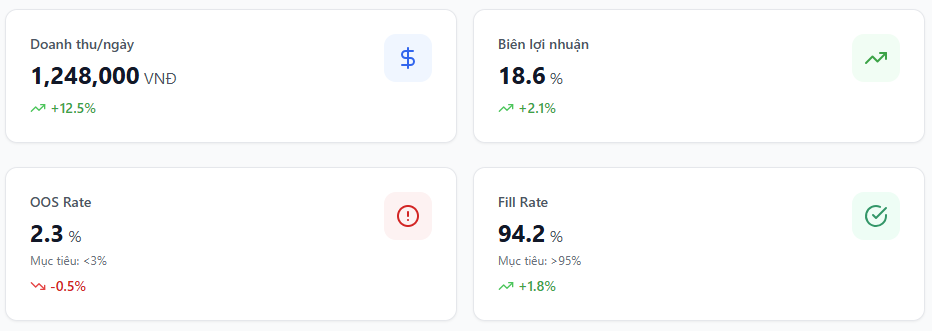 Doanh thu/ngày
1,248,000 VNĐ
+12.5%
Biên lợi nhuận
18.6 %
+2.1%
OOS Rate
2.3 %
Mục tiêu: <3%
-0.5%
Fill Rate
94.2 %
Mục tiêu: >95%
+1.8%